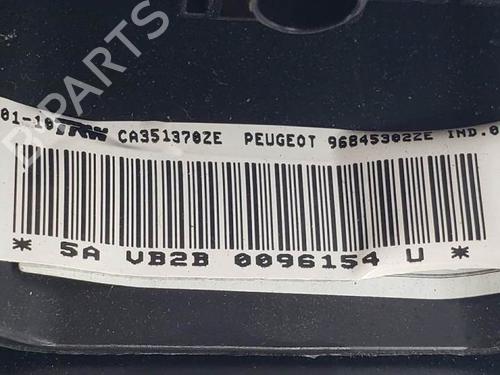 B-PARTS
01-10 TRW CA351370ZE PEUGEOT 96845302ZE IND.0
* 5A VB2B 0096154 U *